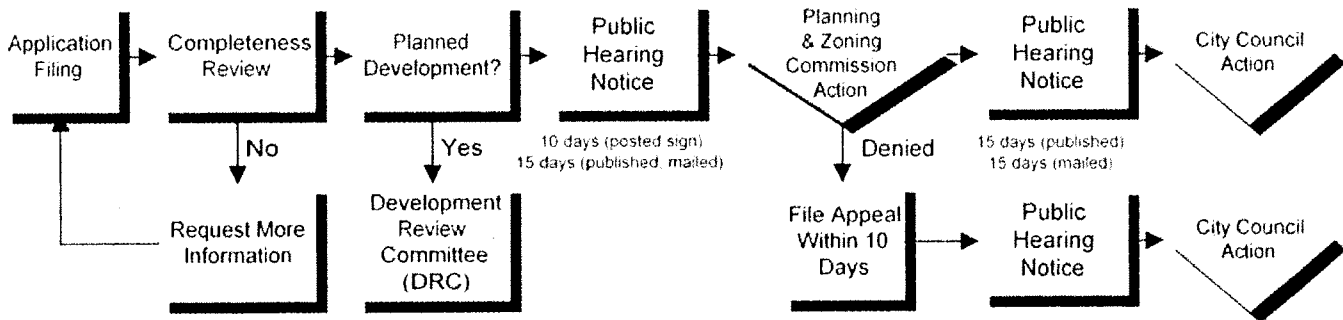 Application
Filing
Completeness
Review
Planned
Development?
Public
Hearing
Notice
10 days (posted sign)
15 days (published, mailed)
Planning
& Zoning
Commission
Action
Public
Hearing
Notice
15 days (published)
15 days (mailed)
City Council
Action
No
Yes
Denied
Request More
Information
Development
Review
Committee
(DRC)
File Appeal
Within 10
Days
Public
Hearing
Notice
City Council
Action